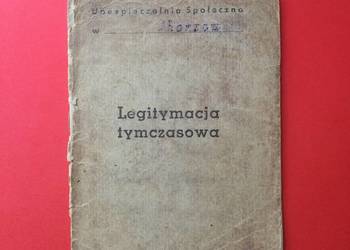 Ubezpieczalnia Społeczna
w
Legitymacja
tymczasowa